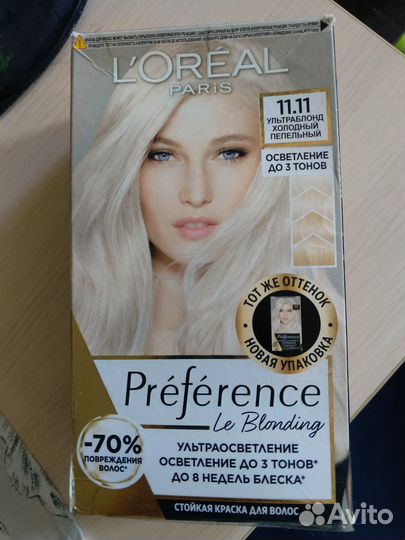 L'ORÉAL
PARIS
11.11
УЛЬТРАБЛОНД
ХОЛОДНЫЙ
ПЕПЕЛЬНЫЙ
ОСВЕТЛЕНИЕ
ДО 3 ТОНОВ
ТОТ ЖЕ ОТТЕНОК
Préférence
НОВАЯ УПАКОВКА
Préférence
Le Blonding
-70%
ПОВРЕЖДЕНИЯ
ВОЛОС*
УЛЬТРАОСВЕТЛЕНИЕ
ОСВЕТЛЕНИЕ ДО 3 ТОНОВ*
ДО 8 НЕДЕЛЬ БЛЕСКА*
СТОЙКАЯ КРАСКА ДЛЯ ВОЛОС
Avito